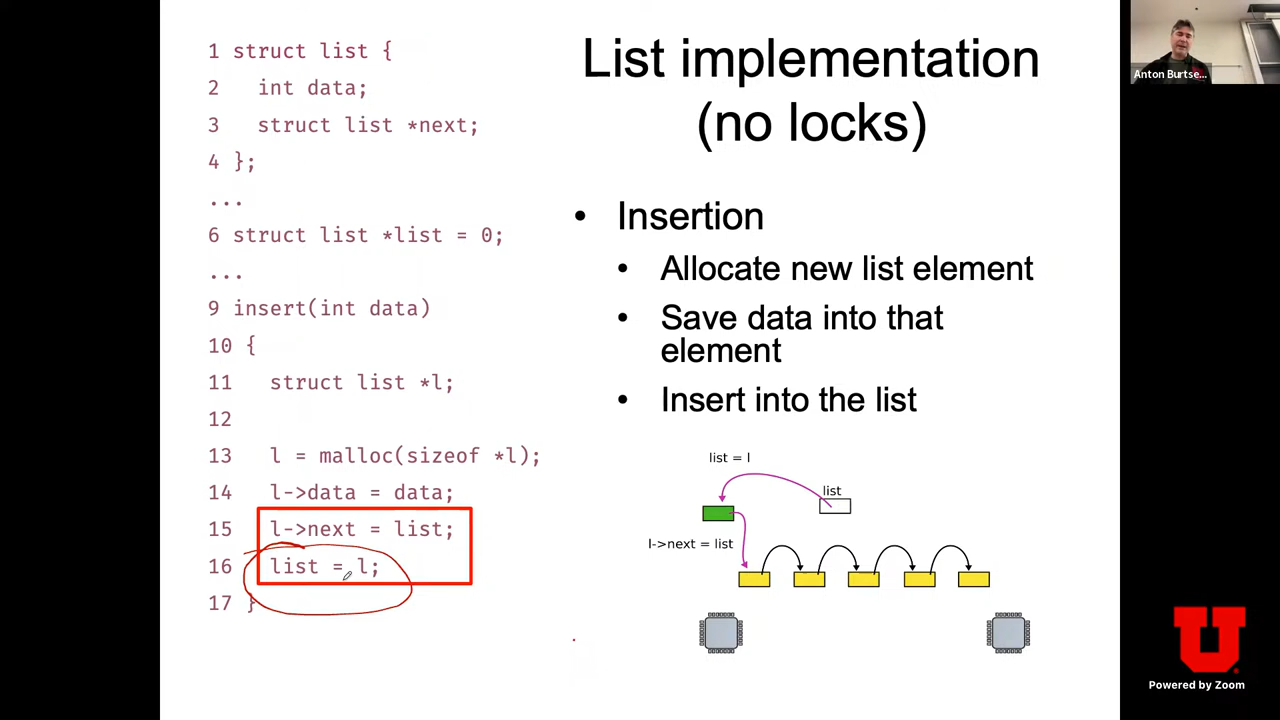 1 struct list {
2 int data;
3 struct list *next;
4 };
...
6 struct list *list = 0;
...
9 insert(int data)
10 {
11 struct list *l;
12
13 l = malloc(sizeof *l);
14 l->data = data;
15 l->next = list;
16 list = l;
17 }
List implementation
(no locks)
• Insertion
• Allocate new list element
• Save data into that
element
• Insert into the list
list = l
list
l->next = list
Anton Burtse...
U
Powered by Zoom